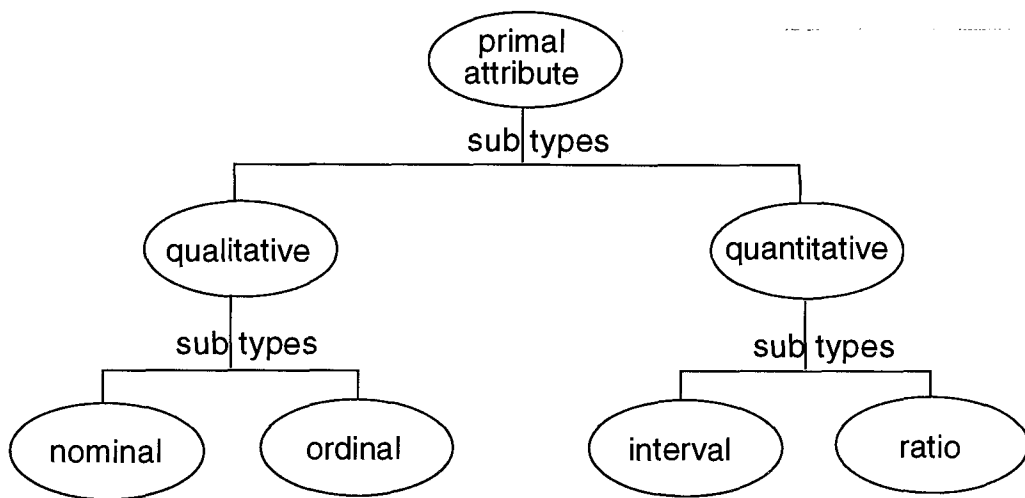 primal
attribute
sub types
qualitative
quantitative
sub types
sub types
nominal
ordinal
interval
ratio